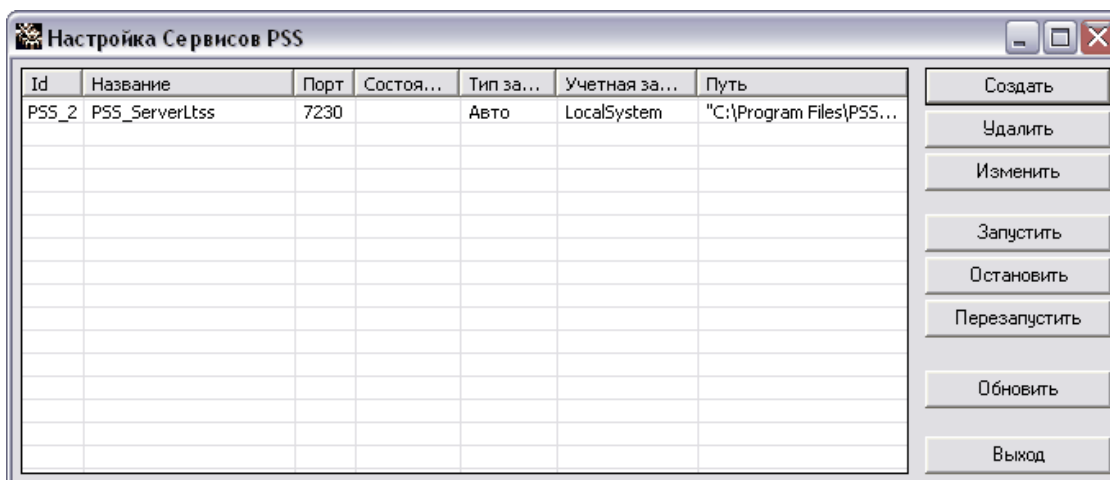 Настройка Сервисов PSS
Id Название Порт Состоя... Тип за... Учетная за... Путь
PSS_2 PSS_ServerLtss 7230 Авто LocalSystem "C:\Program Files\PSS...
Создать
Удалить
Изменить
Запустить
Остановить
Перезапустить
Обновить
Выход